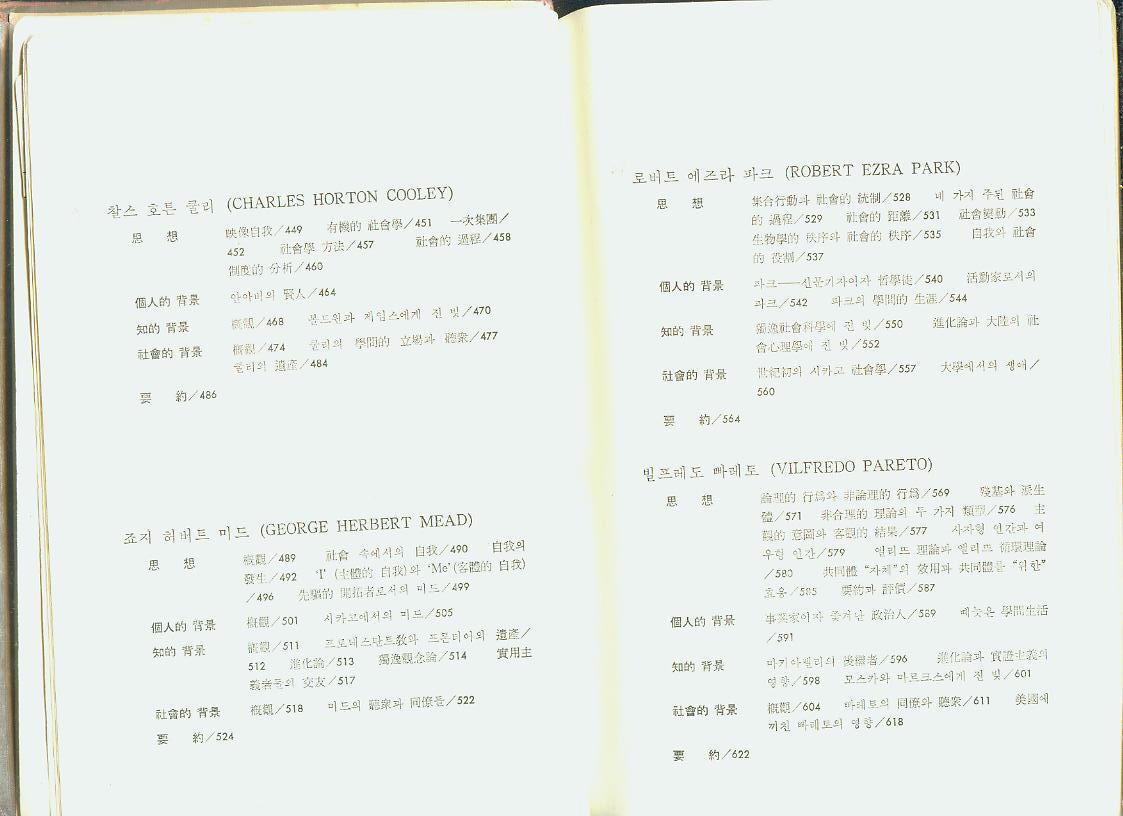 찰스 호튼 쿨리 (CHARLES HORTON COOLEY)
思 想 映像自我/449 有機的 社會學/451 一次集團/
452 社會學 方法/457 社會的 過程/458
制度的 分析/460
個人的 背景 앤아버의 賢人/464
知的 背景 槪觀/468 볼드윈과 제임스에게 진 빚/470
社會的 背景 槪觀/474 쿨리의 學問的 立場과 聽衆/477
쿨리의 遺產/484
要 約/486
죠지 허버트 미드 (GEORGE HERBERT MEAD)
思 想 槪觀/489 社會 속에서의 自我/490 自我의
發生/492 'I' (主體的 自我)와 'Me'(客體的 自我)
/496 先驅的 開拓者로서의 미드/499
個人的 背景 槪觀/501 시카고에서의 미드/505
知的 背景 槪觀/511 프로테스탄트敎와 프론티어의 遺產/
512 進化論/513 獨逸觀念論/514 實用主
義者들의 交友/517
社會的 背景 槪觀/518 미드의 聽衆과 同僚들/522
要 約/524
로버트 에즈라 파크 (ROBERT EZRA PARK)
思 想 集合行動과 社會的 統制/528 네 가지 주된 社會
的 過程/529 社會的 距離/531 社會變動/533
生物學的 秩序와 社會的 秩序/535 自我와 社會
的 役割/537
個人的 背景 파크──신문기자이자 哲學徒/540 活動家로서의
파크/542 파크의 學問的 生涯/544
知的 背景 獨逸社會科學에 진 빚/550 進化論과 大陸의 社
會心理學에 진 빚/552
社會的 背景 世紀初의 시카고 社會學/557 大學에서의 생애/
560
要 約/564
빌프레도 빠레토 (VILFREDO PARETO)
思 想 論理的 行爲와 非論理的 行爲/569 殘基와 派生
體/571 非合理的 理論의 두 가지 類型/576 主
觀的 意圖와 客觀的 結果/577 사자형 인간과 여
우형 인간/579 엘리뜨 理論과 엘리뜨 循環理論
/580 共同體 “自體”의 效用과 共同體를 “위한”
효용/585 要約과 評價/587
個人的 背景 事業家이자 쫓겨난 政治人/589 때늦은 學問生活
/591
知的 背景 마키아벨리의 後繼者/596 進化論과 實證主義의
영향/598 모스카와 마르크스에게 진 빚/601
社會的 背景 槪觀/604 빠레토의 同僚와 聽衆/611 美國에
끼친 빠레토의 영향/618
要 約/622